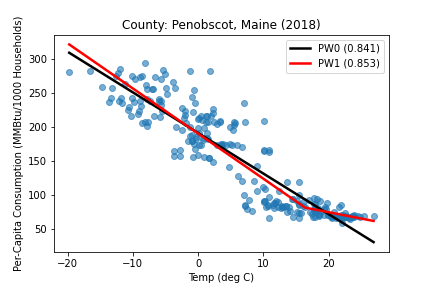 County: Penobscot, Maine (2018)
Per-Capita Consumption (MMBtu/1000 Households)
300
250
200
150
100
50
PW0 (0.841)
PW1 (0.853)
−20
−10
0
10
20
Temp (deg C)